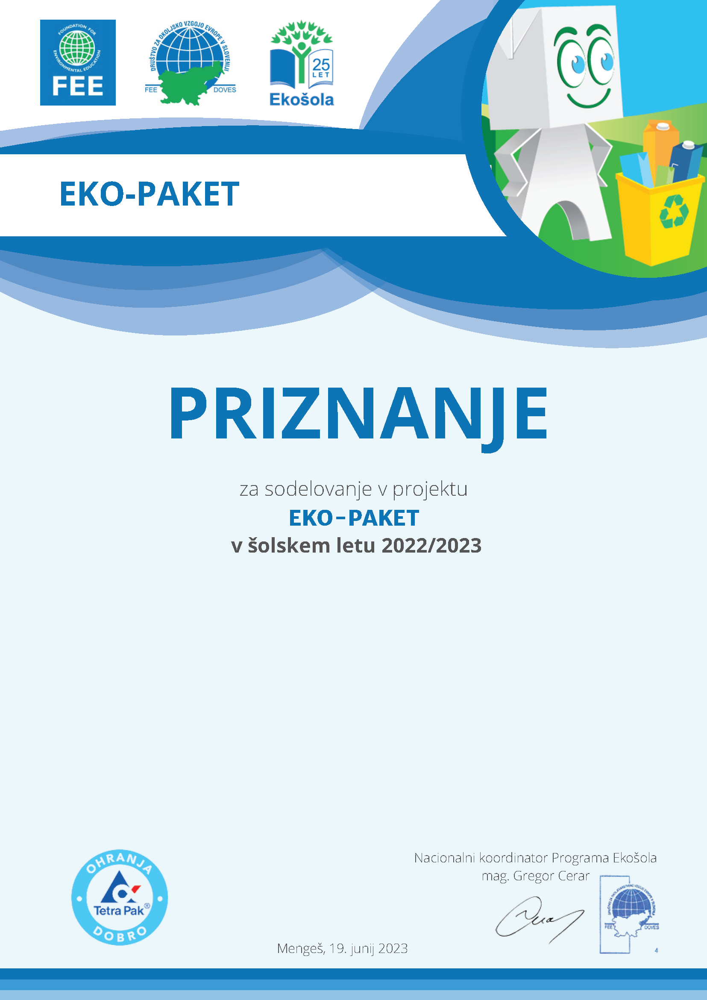 FOUNDATION FOR
ENVIRONMENTAL EDUCATION
FEE
DRUŠTVO ZA OKOLJSKO VZGOJO EVROPE V SLOVENIJI
FEE DOVES
25
LET
Ekošola
EKO-PAKET
PRIZNANJE
za sodelovanje v projektu
EKO-PAKET
v šolskem letu 2022/2023
OHRANJA
Tetra Pak®
DOBRO
Nacionalni koordinator Programa Ekošola
mag. Gregor Cerar
FEE DOVES
4
Mengeš, 19. junij 2023